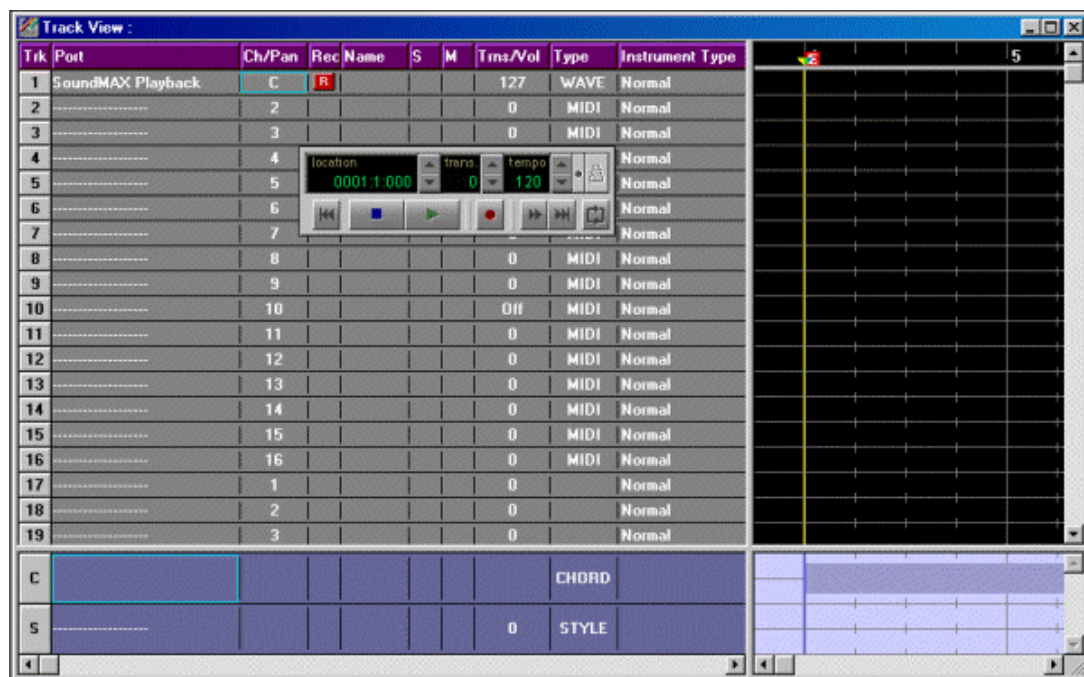 Track View :
Trk Port Ch/Pan Rec Name S M Trns/Vol Type Instrument Type 5
1 SoundMAX Playback C R 127 WAVE Normal
2 -------------------- 2 0 MIDI Normal
3 -------------------- 3 0 MIDI Normal
4 -------------------- 4 Normal
location trans. tempo
5 -------------------- 5 Normal
0001:1:000 0 120
6 -------------------- 6 Normal
7 -------------------- 7 Normal
8 -------------------- 8 0 MIDI Normal
9 -------------------- 9 0 MIDI Normal
10 -------------------- 10 Off MIDI Normal
11 -------------------- 11 0 MIDI Normal
12 -------------------- 12 0 MIDI Normal
13 -------------------- 13 0 MIDI Normal
14 -------------------- 14 0 MIDI Normal
15 -------------------- 15 0 MIDI Normal
16 -------------------- 16 0 MIDI Normal
17 -------------------- 1 0 Normal
18 -------------------- 2 0 Normal
19 -------------------- 3 0 Normal
C CHORD
S -------------------- 0 STYLE